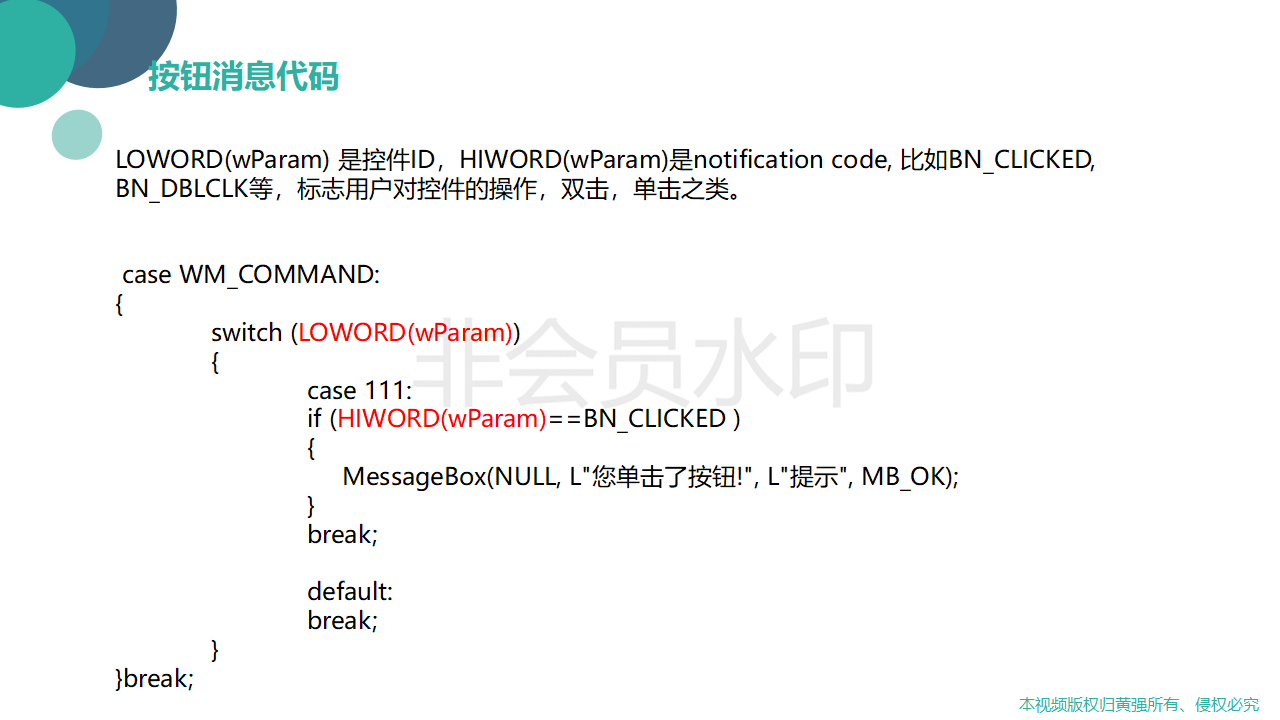 按钮消息代码
LOWORD(wParam) 是控件ID，HIWORD(wParam)是notification code, 比如BN_CLICKED,
BN_DBLCLK等，标志用户对控件的操作，双击，单击之类。
case WM_COMMAND:
{
switch (LOWORD(wParam))
{
case 111:
if (HIWORD(wParam)==BN_CLICKED )
{
MessageBox(NULL, L"您单击了按钮!", L"提示", MB_OK);
}
break;
default:
break;
}
}break;
非会员水印
本视频版权归黄强所有、侵权必究